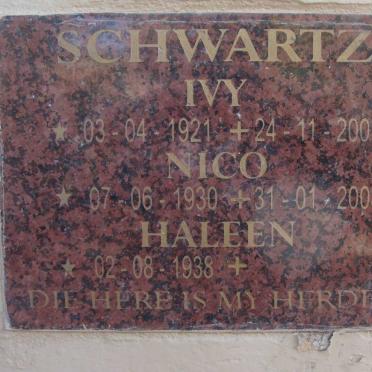 SCHWARTZ
IVY
★ 03 - 04 - 1921 + 24 - 11 - 200
NICO
★ 07 - 06 - 1930 + 31 - 01 - 200
HALEEN
★ 02 - 08 - 1938 +
DIE HERE IS MY HERD